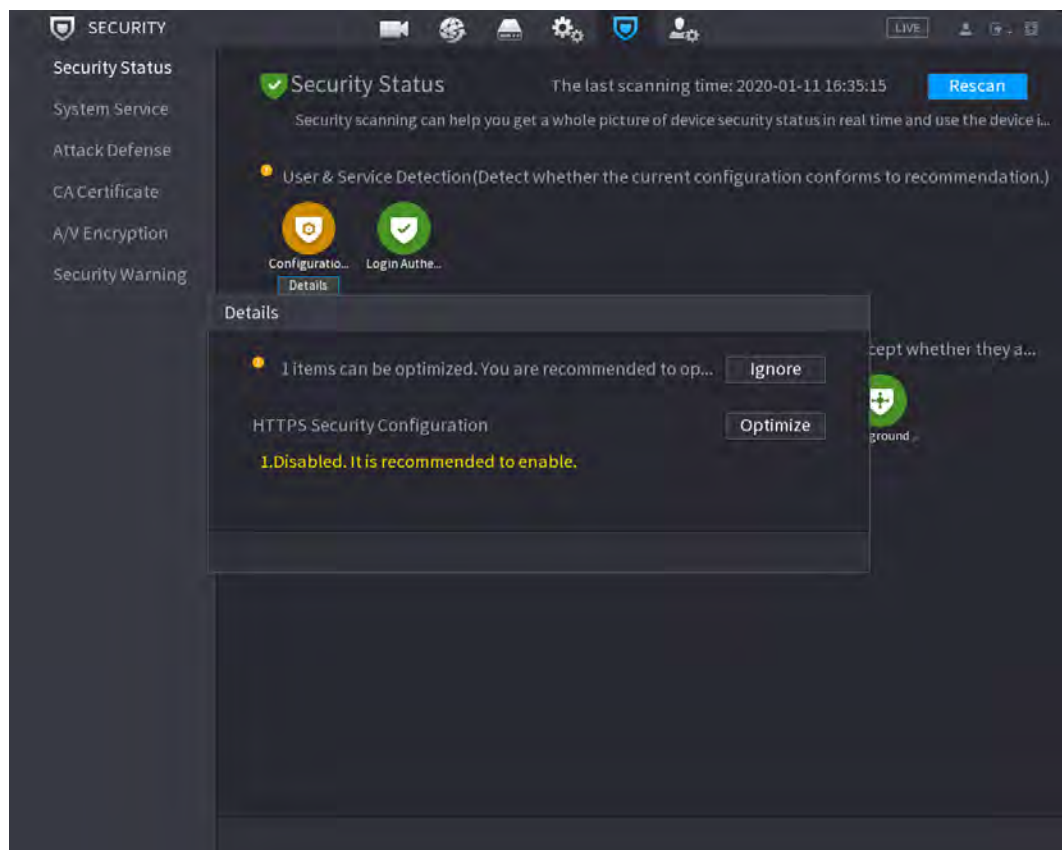 SECURITY
LIVE
Security Status
System Service
Attack Defense
CA Certificate
A/V Encryption
Security Warning
Security Status
The last scanning time: 2020-01-11 16:35:15
Rescan
Security scanning can help you get a whole picture of device security status in real time and use the device i...
User & Service Detection(Detect whether the current configuration conforms to recommendation.)
Configuratio...
Login Authe...
Details
Details
cept whether they a...
1 items can be optimized. You are recommended to op...
Ignore
ground
HTTPS Security Configuration
Optimize
1.Disabled. It is recommended to enable.